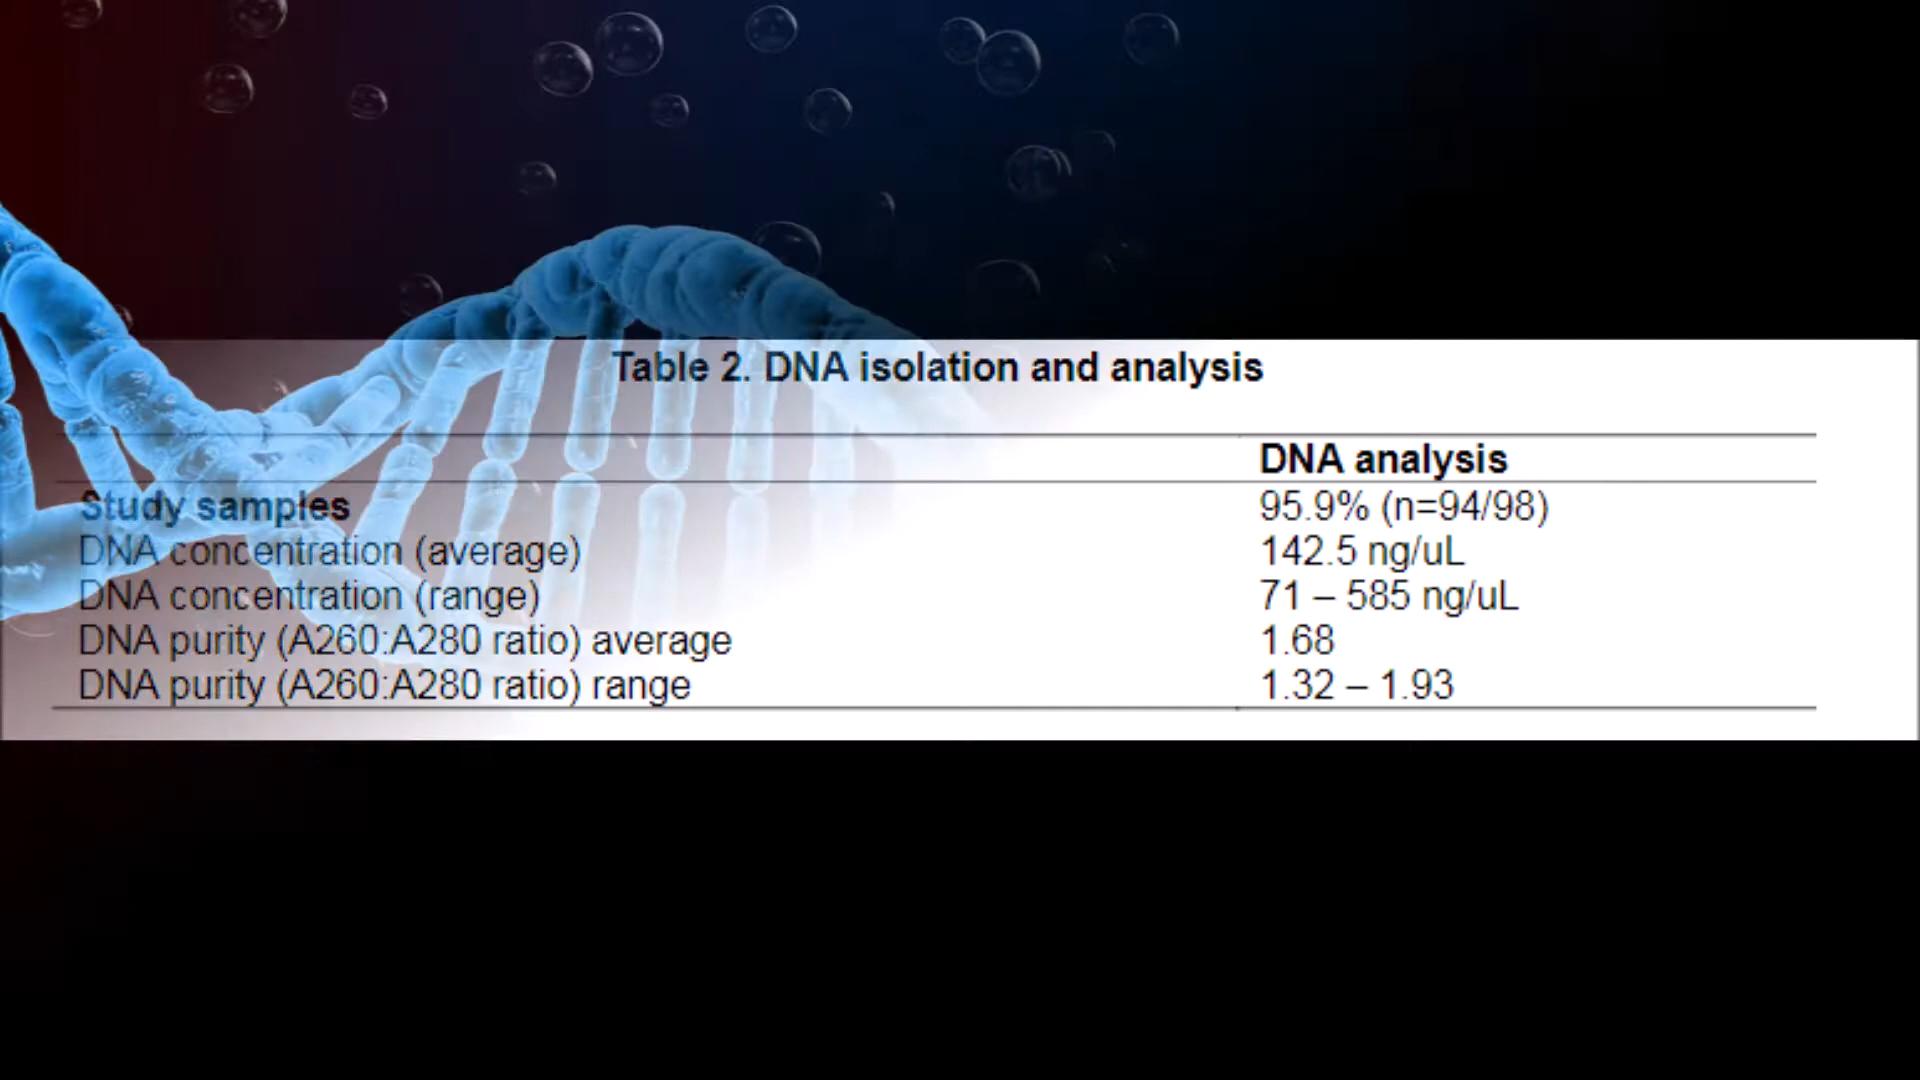 Table 2. DNA isolation and analysis
DNA analysis
Study samples 95.9% (n=94/98)
DNA concentration (average) 142.5 ng/uL
DNA concentration (range) 71 – 585 ng/uL
DNA purity (A260:A280 ratio) average 1.68
DNA purity (A260:A280 ratio) range 1.32 – 1.93